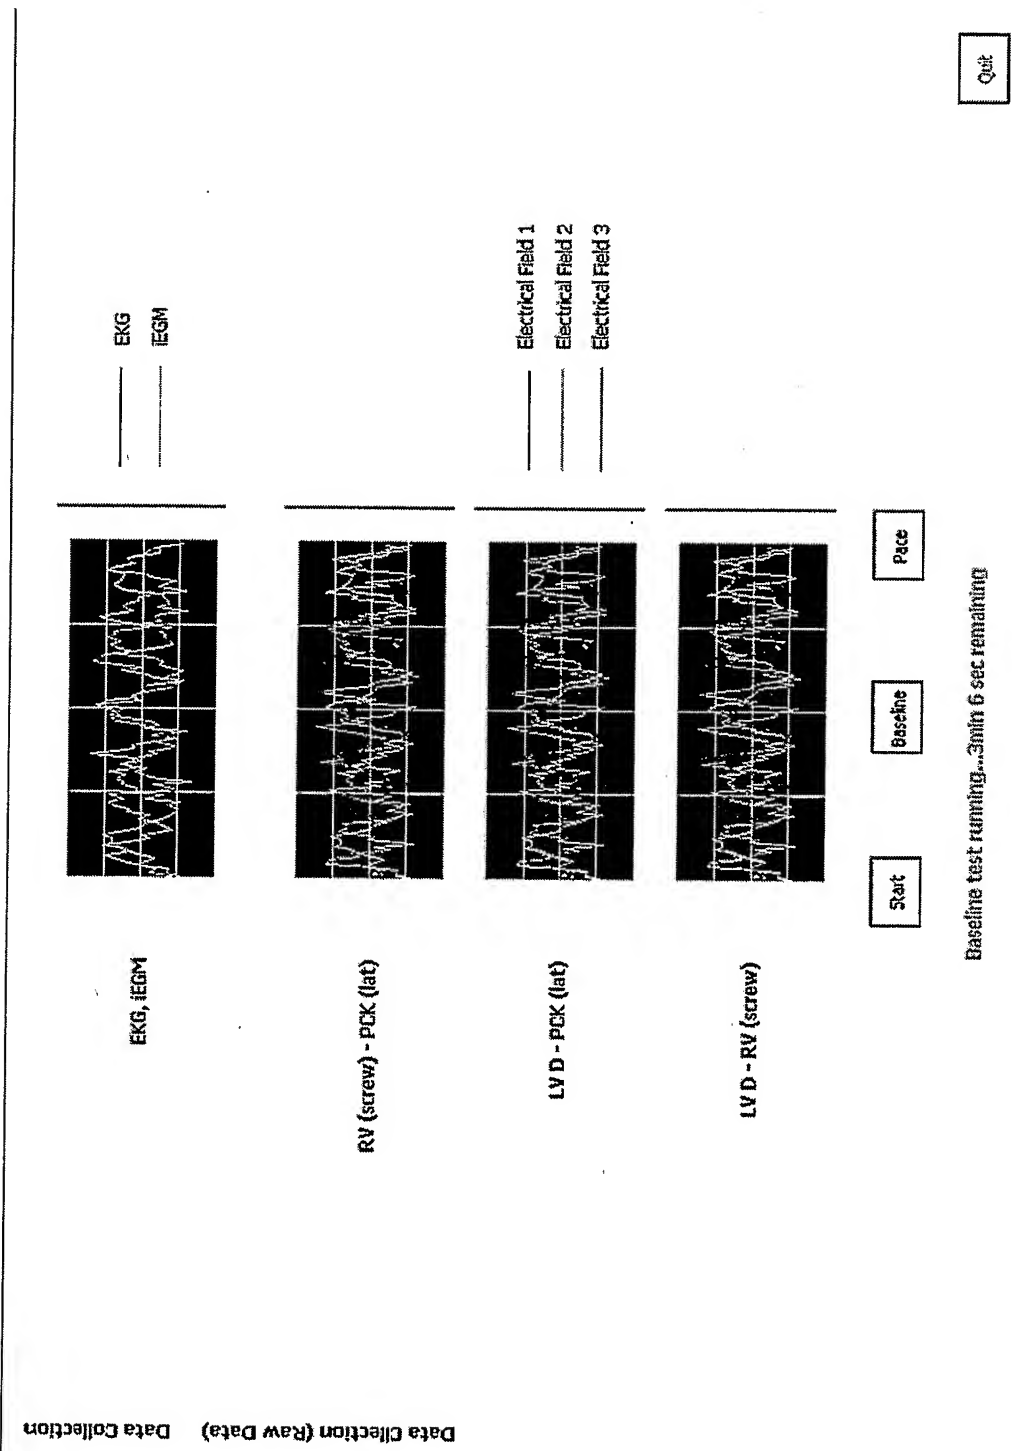 Data Collection
Data Cllection (Raw Data)
EKG, iEGM
EKG
iEGM
RV (screw) - PCK (lat)
LV D - PCK (lat)
Electrical Field 1
Electrical Field 2
Electrical Field 3
LV D - RV (screw)
Start
Baseline
Pace
Baseline test running...3min 6 sec remaining
Quit